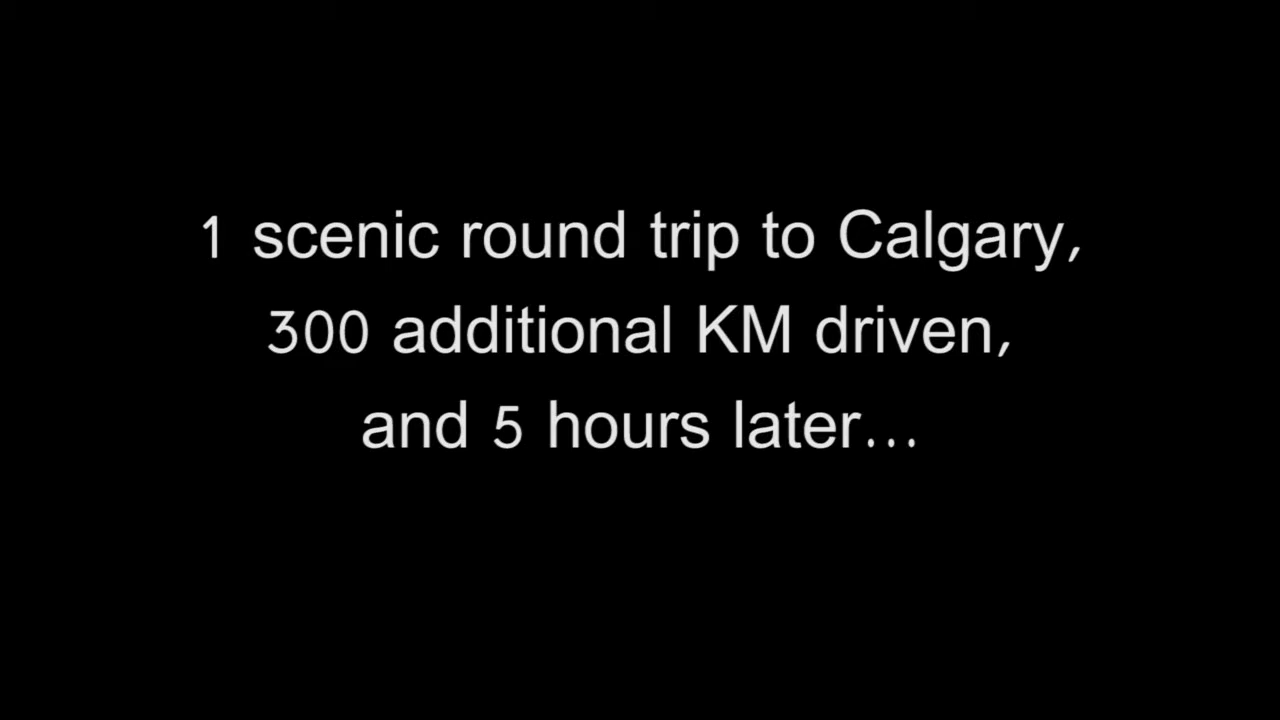 1 scenic round trip to Calgary,
300 additional KM driven,
and 5 hours later...